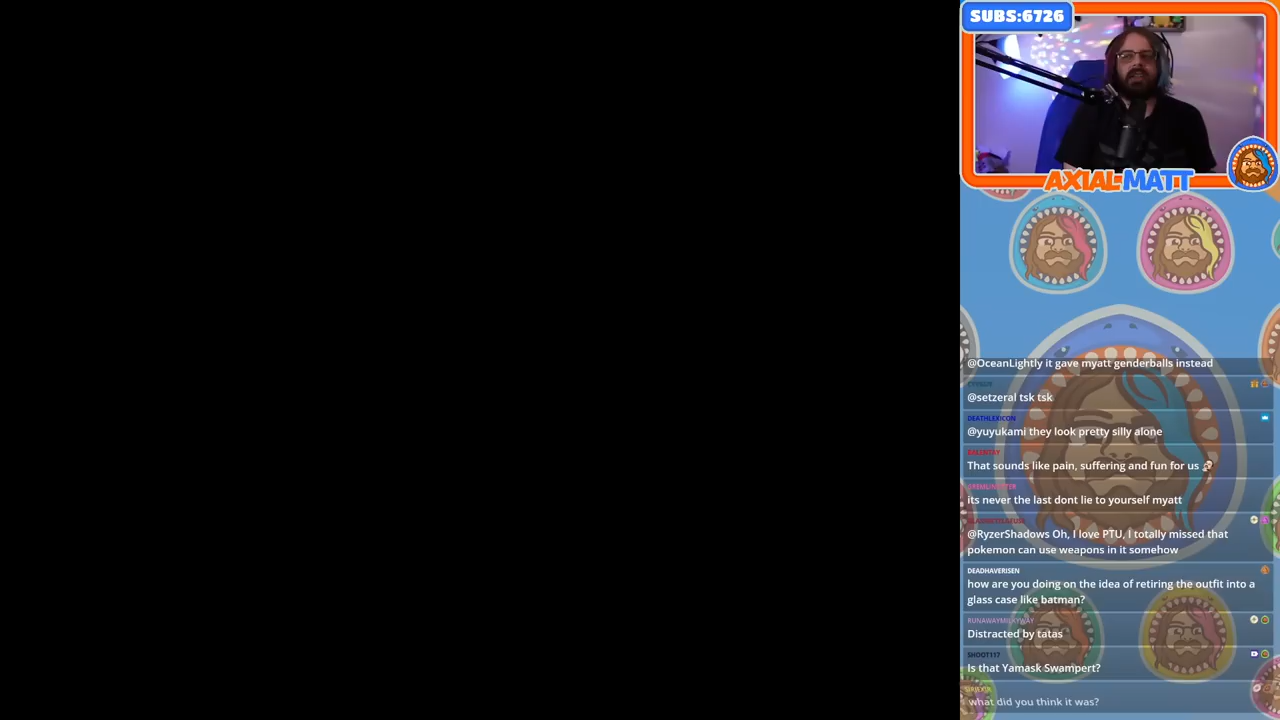 SUBS:6726
AXIAL-MATT
@OceanLightly it gave myatt genderballs instead
@setzeral tsk tsk
DEATHLEXICON
@yuyukami they look pretty silly alone
That sounds like pain, suffering and fun for us
its never the last dont lie to yourself myatt
@RyzerShadows Oh, I love PTU, I totally missed that
pokemon can use weapons in it somehow
DEADHAVERISEN
how are you doing on the idea of retiring the outfit into a
glass case like batman?
RUNAWAYMILKYWAY
Distracted by tatas
SHOOT117
Is that Yamask Swampert?
what did you think it was?